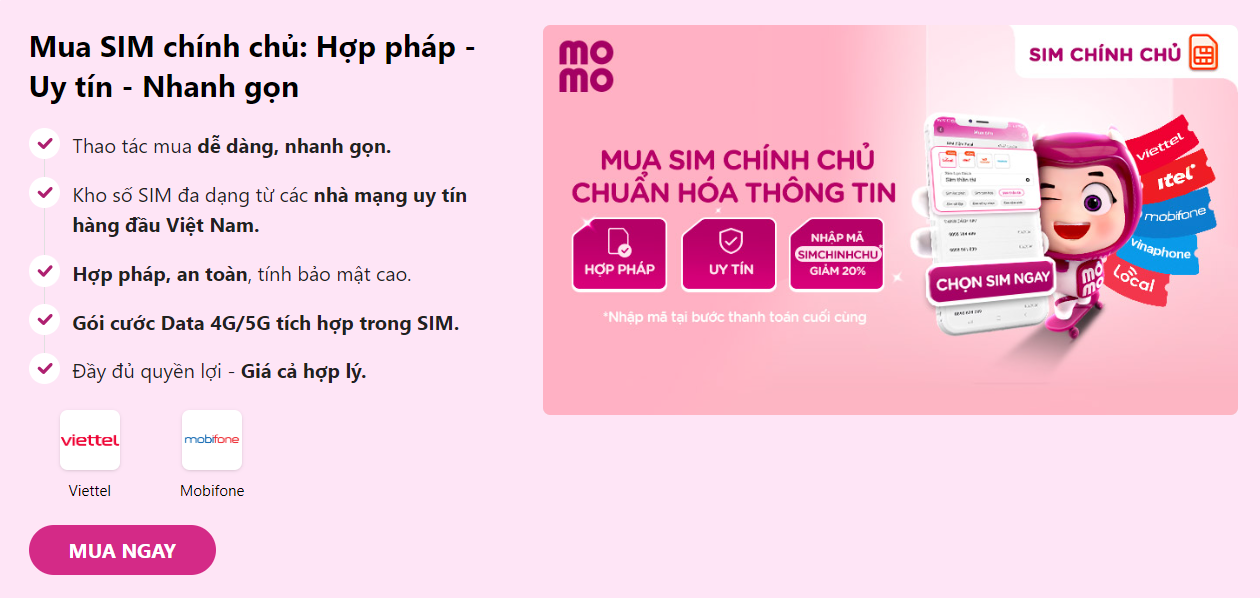 Mua SIM chính chủ: Hợp pháp -
Uy tín - Nhanh gọn
Thao tác mua dễ dàng, nhanh gọn.
Kho số SIM đa dạng từ các nhà mạng uy tín
hàng đầu Việt Nam.
Hợp pháp, an toàn, tính bảo mật cao.
Gói cước Data 4G/5G tích hợp trong SIM.
Đầy đủ quyền lợi - Giá cả hợp lý.
viettel
mobifone
Viettel
Mobifone
MUA NGAY
mo
mo
SIM CHÍNH CHỦ
MUA SIM CHÍNH CHỦ
CHUẨN HÓA THÔNG TIN
HỢP PHÁP
UY TÍN
NHẬP MÃ
SIMCHINHCHU
GIẢM 20%
*Nhập mã tại bước thanh toán cuối cùng
CHỌN SIM NGAY
viettel
itel
mobifone
vinaphone
Local
mo
mo